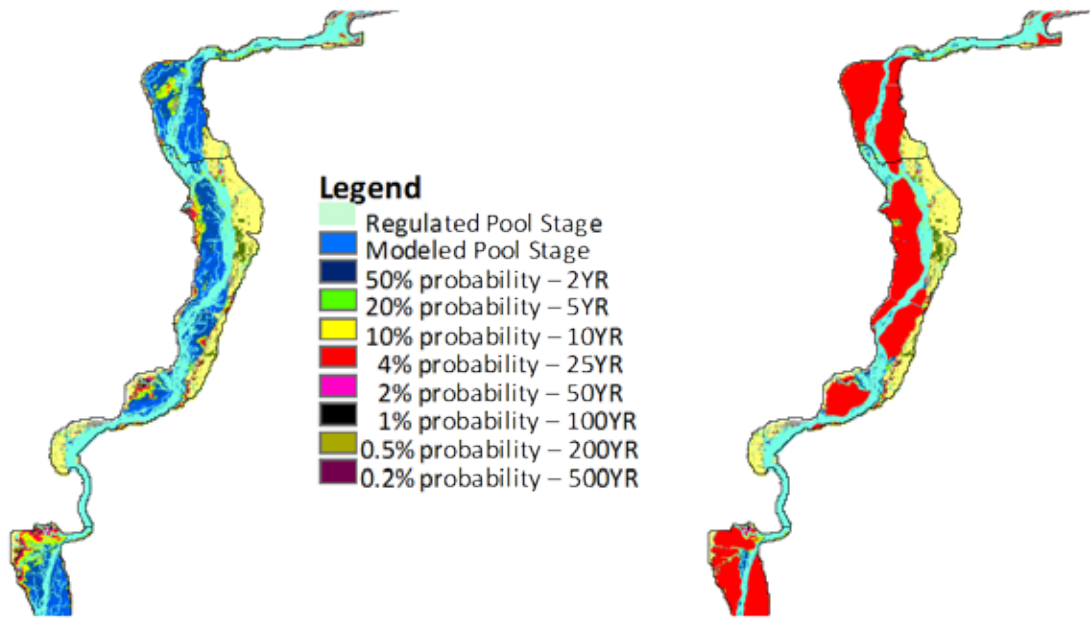 Legend
Regulated Pool Stage
Modeled Pool Stage
50% probability – 2YR
20% probability – 5YR
10% probability – 10YR
4% probability – 25YR
2% probability – 50YR
1% probability – 100YR
0.5% probability – 200YR
0.2% probability – 500YR